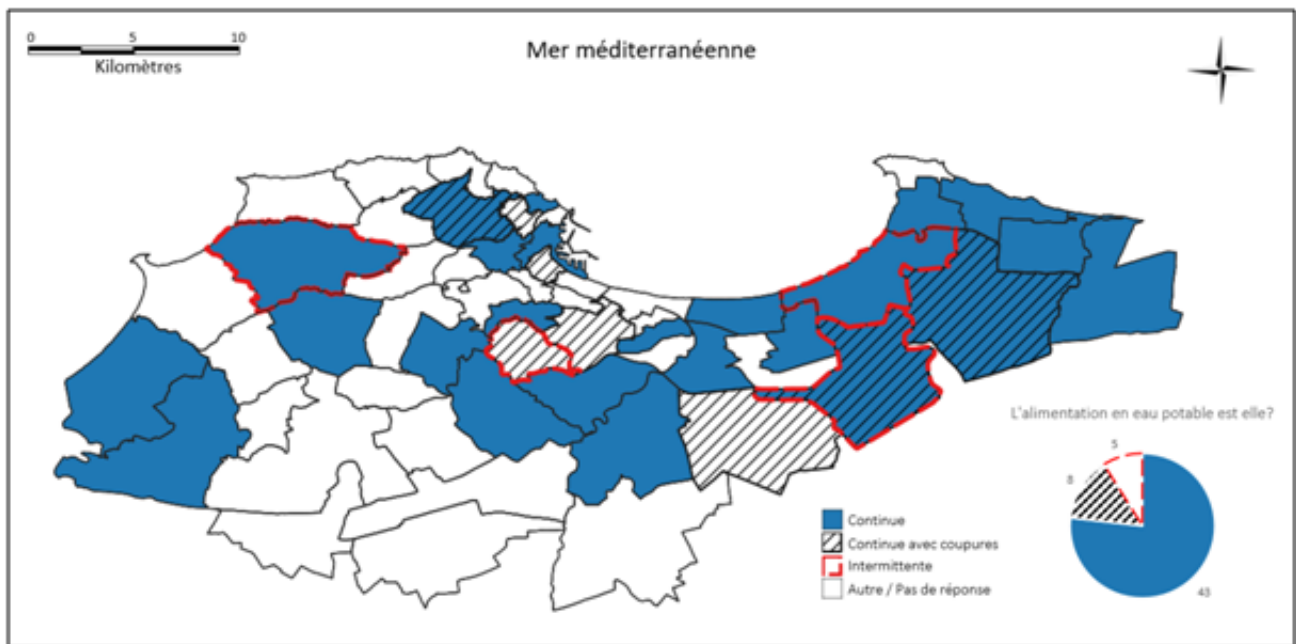 0 5 10
Kilomètres
Mer méditerranéenne
L'alimentation en eau potable est elle?
5
8
43
Continue
Continue avec coupures
Intermittente
Autre / Pas de réponse